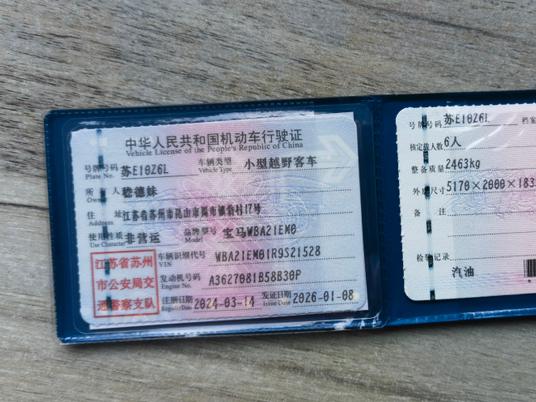 中华人民共和国机动车行驶证
Vehicle License of the People's Republic of China
号牌号码 苏E10Z6L 车辆类型 小型越野客车
Plate No. Vehicle Type
所有人 嵇德妹
Owner
住址 江苏省苏州市昆山市周市镇 村17号
Address
使用性质 非营运 品牌型号 宝马WBA21EM0
Use Character Model
车辆识别代号 WBA21EM01R9S21528
VIN
发动机号码 A3627081B58B30P
Engine No.
注册日期 2024-03-14 发证日期 2026-01-08
Register Date Issue Date
江苏省苏州
市公安局交
通警察支队
号牌号码 苏E10Z6L 档案
核定载人数 6人
整备质量 2463kg
外廓尺寸 5170×2000×183
备注
检验记录
汽油